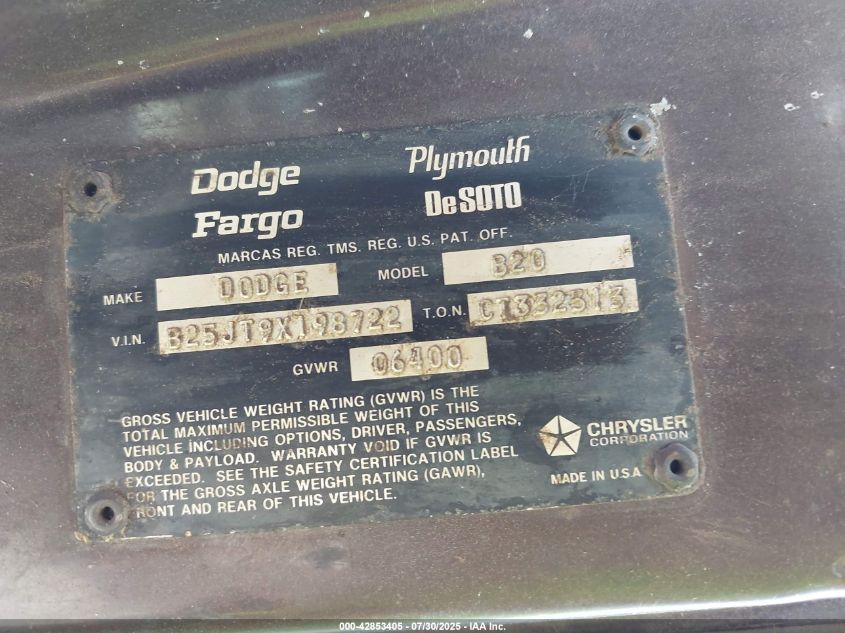 Dodge Plymouth
Fargo DeSOTO
MARCAS REG. TMS. REG. U.S. PAT. OFF.
MAKE DODGE MODEL B20
V.I.N. B25JT9X198722 T.O.N. CT332313
GVWR 06400
GROSS VEHICLE WEIGHT RATING (GVWR) IS THE
TOTAL MAXIMUM PERMISSIBLE WEIGHT OF THIS
VEHICLE INCLUDING OPTIONS, DRIVER, PASSENGERS,
BODY & PAYLOAD. WARRANTY VOID IF GVWR IS
EXCEEDED. SEE THE SAFETY CERTIFICATION LABEL
FOR THE GROSS AXLE WEIGHT RATING (GAWR),
FRONT AND REAR OF THIS VEHICLE.
CHRYSLER
CORPORATION
MADE IN U.S.A
000-42853405 - 07/30/2025 - IAA Inc.